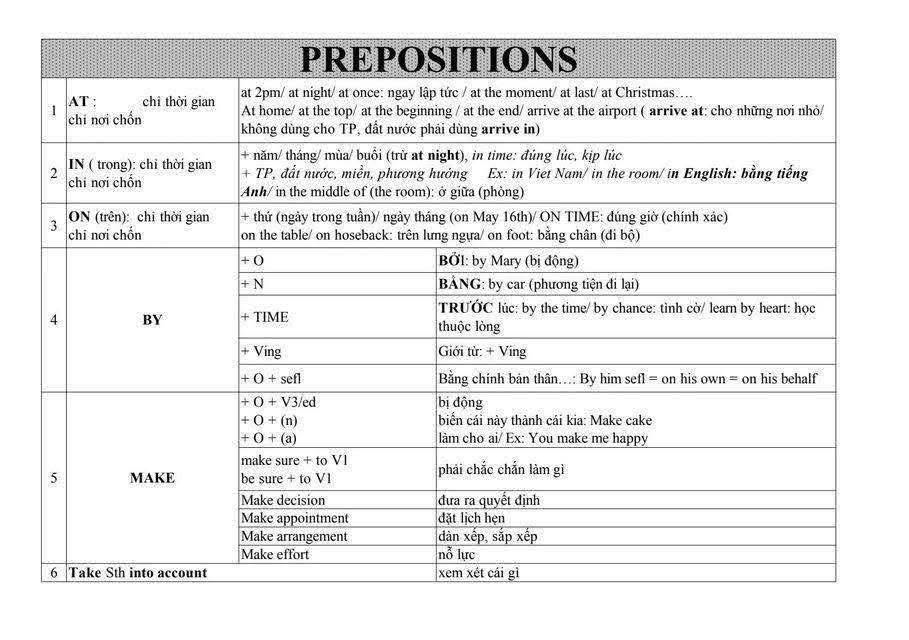 PREPOSITIONS
1
AT : chỉ thời gian
chỉ nơi chốn
at 2pm/ at night/ at once: ngay lập tức / at the moment/ at last/ at Christmas….
At home/ at the top/ at the beginning / at the end/ arrive at the airport ( arrive at: cho những nơi nhỏ/
không dùng cho TP, đất nước phải dùng arrive in)
2
IN ( trong): chỉ thời gian
chỉ nơi chốn
+ năm/ tháng/ mùa/ buổi (trừ at night), in time: đúng lúc, kịp lúc
+ TP, đất nước, miền, phương hướng Ex: in Viet Nam/ in the room/ in English: bằng tiếng
Anh/ in the middle of (the room): ở giữa (phòng)
3
ON (trên): chỉ thời gian
chỉ nơi chốn
+ thứ (ngày trong tuần)/ ngày tháng (on May 16th)/ ON TIME: đúng giờ (chính xác)
on the table/ on hoseback: trên lưng ngựa/ on foot: bằng chân (đi bộ)
4
BY
+ O
BỞI: by Mary (bị động)
+ N
BẰNG: by car (phương tiện đi lại)
+ TIME
TRƯỚC lúc: by the time/ by chance: tình cờ/ learn by heart: học
thuộc lòng
+ Ving
Giới từ: + Ving
+ O + sefl
Bằng chính bản thân…: By him sefl = on his own = on his behalf
5
MAKE
+ O + V3/ed
bị động
+ O + (n)
biến cái này thành cái kia: Make cake
+ O + (a)
làm cho ai/ Ex: You make me happy
make sure + to V1
be sure + to V1
phải chắc chắn làm gì
Make decision
đưa ra quyết định
Make appointment
đặt lịch hẹn
Make arrangement
dàn xếp, sắp xếp
Make effort
nỗ lực
6
Take Sth into account
xem xét cái gì